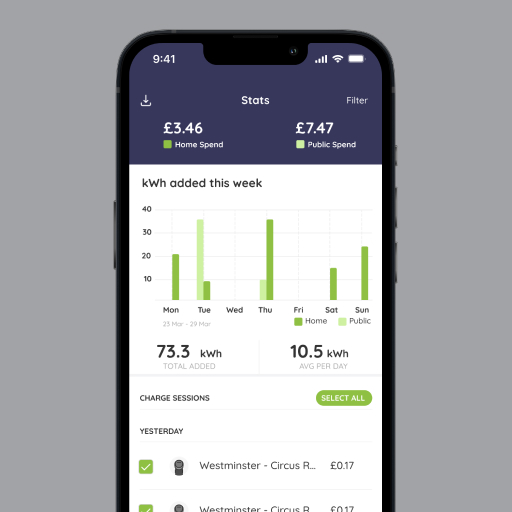 9:41
Stats
Filter
£3.46
£7.47
Home Spend
Public Spend
kWh added this week
40
30
20
10
Mon Tue Wed Thu Fri Sat Sun
23 Mar - 29 Mar
Home
Public
73.3 kWh
10.5 kWh
TOTAL ADDED
AVG PER DAY
CHARGE SESSIONS
SELECT ALL
YESTERDAY
Westminster - Circus R... £0.17
Westminster - Circus R... £0.17